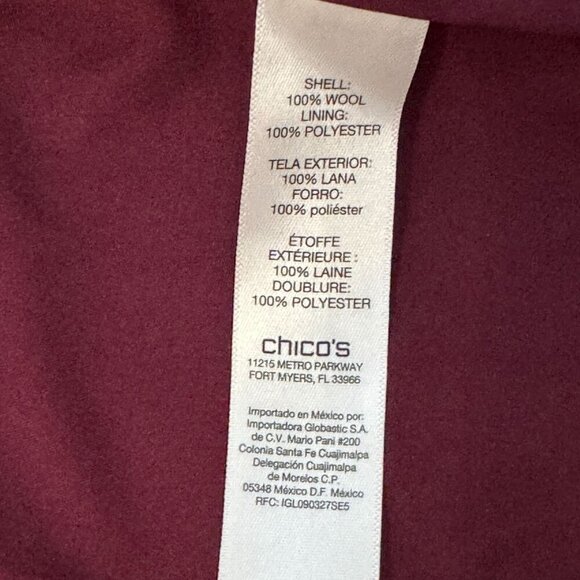 SHELL:
100% WOOL
LINING:
100% POLYESTER
TELA EXTERIOR:
100% LANA
FORRO:
100% poliéster
ÉTOFFE
EXTÉRIEURE :
100% LAINE
DOUBLURE:
100% POLYESTER
chico's
11215 METRO PARKWAY
FORT MYERS, FL 33966
Importado en México por:
Importadora Globastic S.A.
de C.V. Mario Pani #200
Colonia Santa Fe Cuajimalpa
Delegación Cuajimalpa
de Morelos C.P.
05348 México D.F. México
RFC: IGL090327SE5